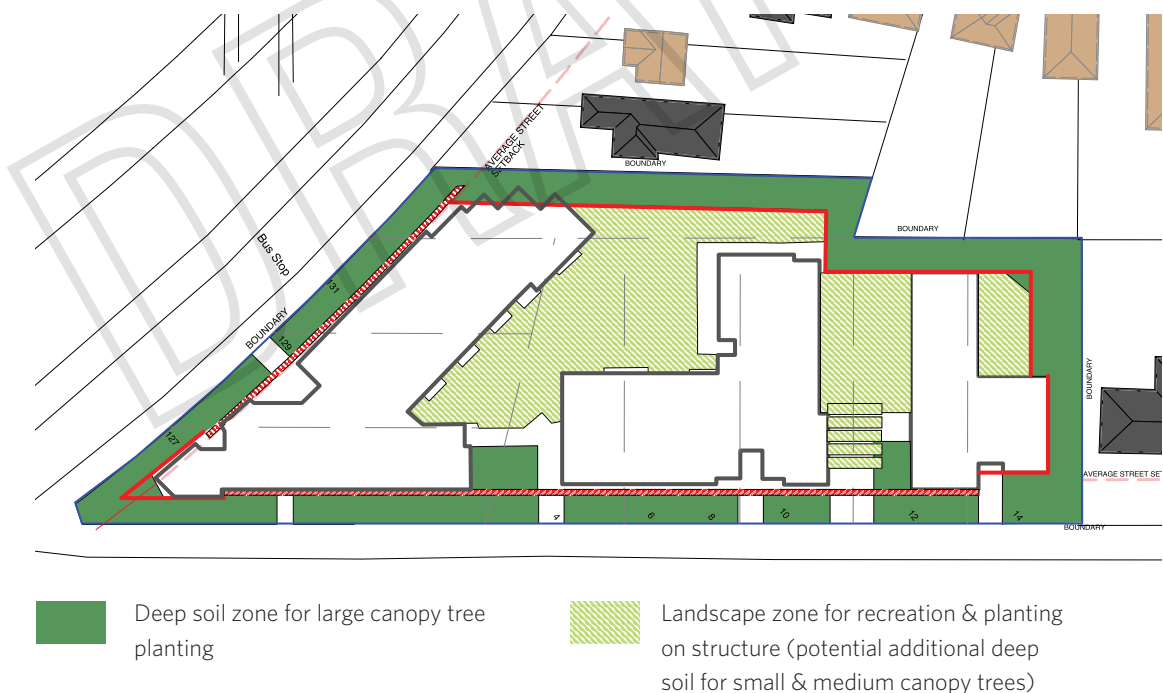 DRA
AVERAGE STREET
SETBACK
BOUNDARY
BOUNDARY
Bus Stop
131
BOUNDARY
129
BOUNDARY
127
AVERAGE STREET SET
4
6
8
10
12
14
BOUNDARY
Deep soil zone for large canopy tree
planting
Landscape zone for recreation & planting
on structure (potential additional deep
soil for small & medium canopy trees)